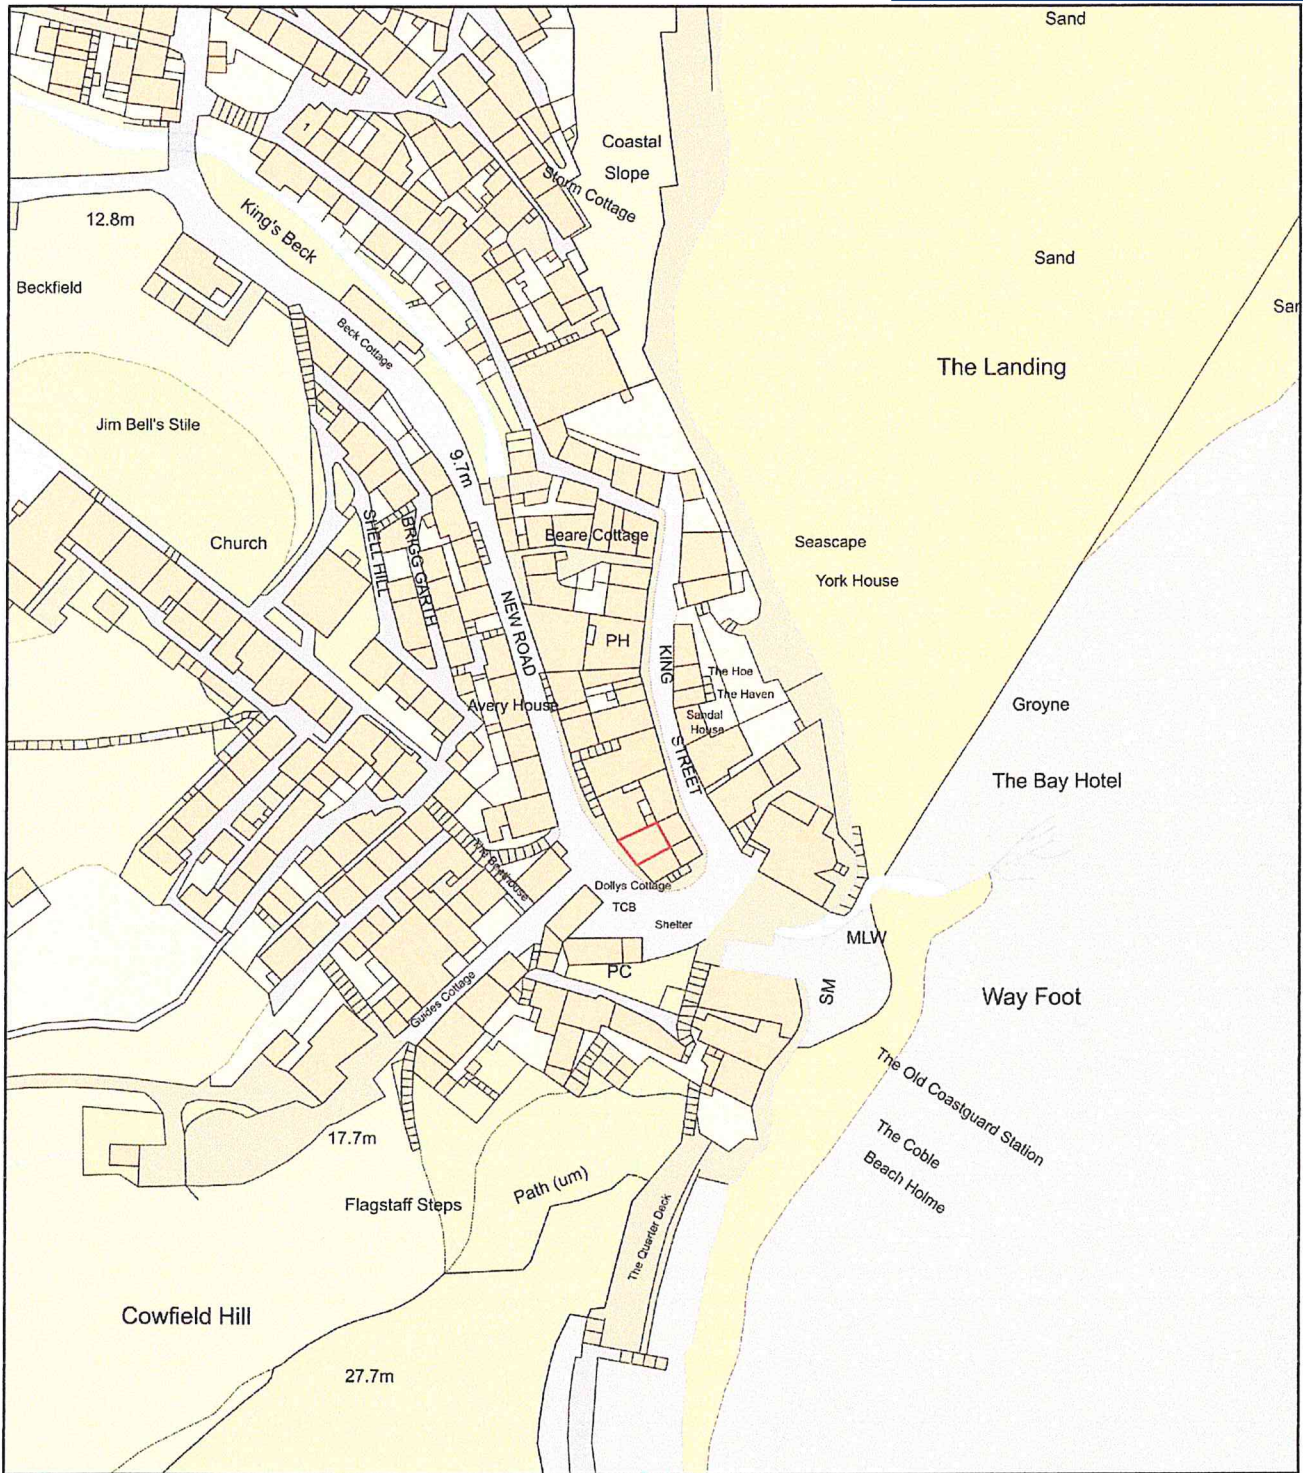 Sand
1
Coastal
Slope
Storm Cottage
12.8m
King's Beck
Sand
Beckfield
San
Beck Cottage
The Landing
Jim Bell's Stile
9.7m
Church
SHELL HILL
BRIGG GARTH
Beare Cottage
Seascape
York House
NEW ROAD
PH
KING STREET
The Hoe
The Haven
Avery House
Sandal
House
Groyne
The Bay Hotel
Dollys Cottage
TCB
Shelter
MLW
PC
SM
Guides Cottage
Way Foot
The Old Coastguard Station
The Coble
Beach Holme
17.7m
Flagstaff Steps
Path (um)
The Quarter Deck
Cowfield Hill
27.7m